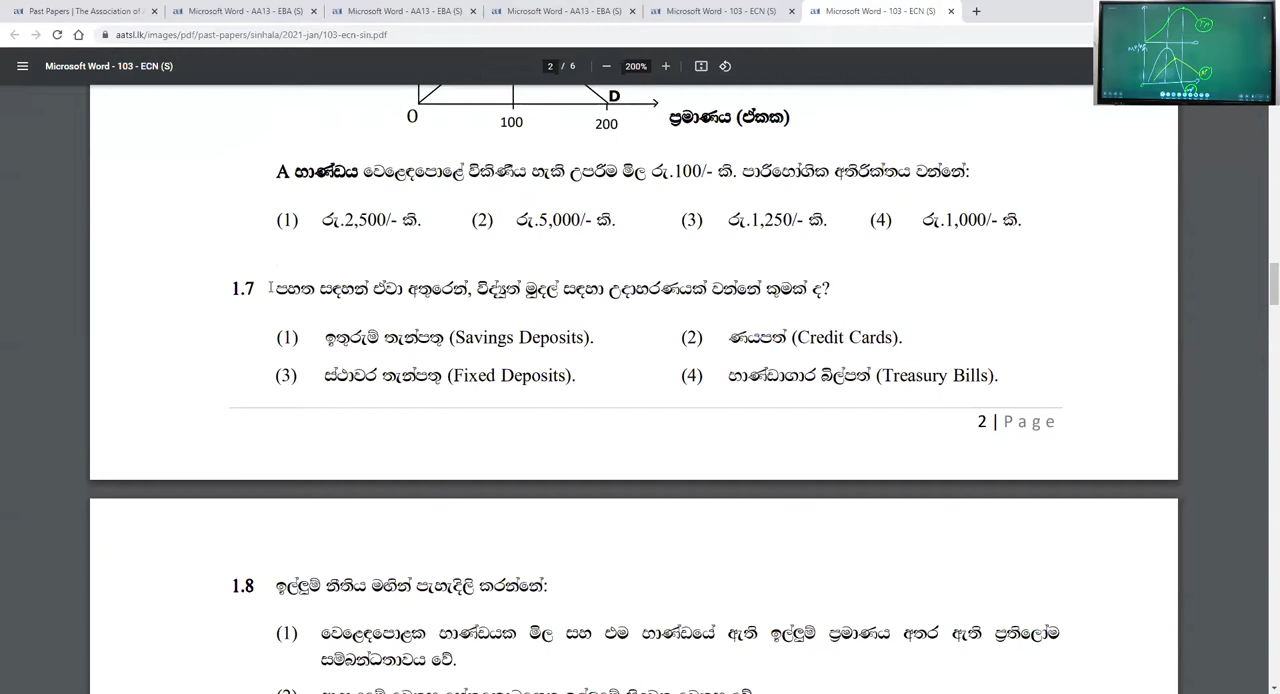 Past Papers | The Association of A
Microsoft Word - AA13 - EBA (S)
Microsoft Word - AA13 - EBA (S)
Microsoft Word - AA13 - EBA (S)
Microsoft Word - 103 - ECN (S)
Microsoft Word - 103 - ECN (S)
aatsl.lk/images/pdf/past-papers/sinhala/2021-jan/103-ecn-sin.pdf
Microsoft Word - 103 - ECN (S) 2 / 6 — 200% +
D
O 100 200 ප්‍රමාණය (ඒකක)
A භාණ්ඩය වෙළෙඳපොළේ විකිණිය හැකි උපරිම මිල රු.100/- කි. පාරිභෝගික අතිරික්තය වන්නේ:
(1) රු.2,500/- කි. (2) රු.5,000/- කි. (3) රු.1,250/- කි. (4) රු.1,000/- කි.
1.7 පහත සඳහන් ඒවා අතුරෙන්, විද්‍යුත් මුදල් සඳහා උදාහරණයක් වන්නේ කුමක් ද?
(1) ඉතුරුම් තැන්පතු (Savings Deposits). (2) ණයපත් (Credit Cards).
(3) ස්ථාවර තැන්පතු (Fixed Deposits). (4) භාණ්ඩාගාර බිල්පත් (Treasury Bills).
2 | Page
1.8 ඉල්ලුම් නීතිය මඟින් පැහැදිලි කරන්නේ:
(1) වෙළෙඳපොළක භාණ්ඩයක මිල සහ එම භාණ්ඩයේ ඇති ඉල්ලුම් ප්‍රමාණය අතර ඇති ප්‍රතිලෝම
සම්බන්ධතාවය වේ.